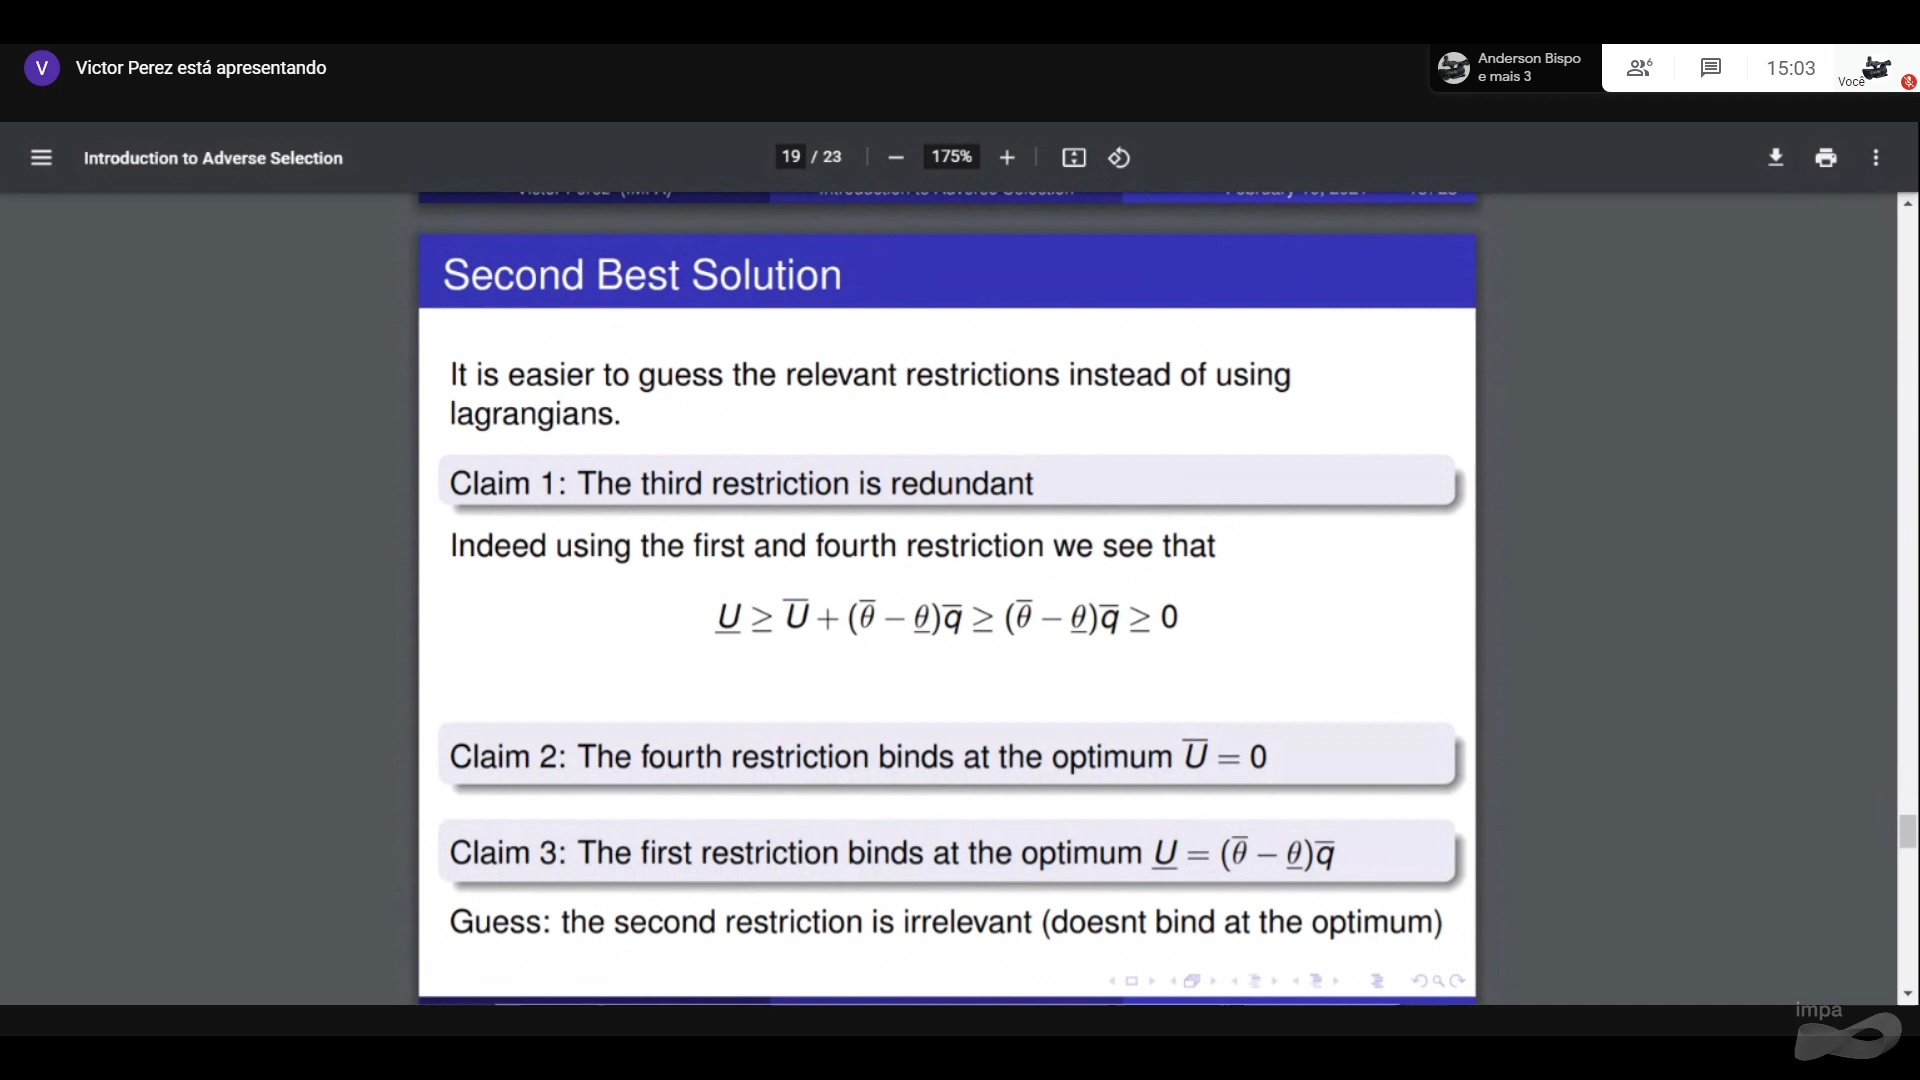 V Victor Perez está apresentando
Anderson Bispo
e mais 3
6
15:03
Você
Introduction to Adverse Selection
19 / 23
175%
Second Best Solution
It is easier to guess the relevant restrictions instead of using
lagrangians.
Claim 1: The third restriction is redundant
Indeed using the first and fourth restriction we see that
U̲ ≥ U̅ + (θ̅ − θ̲)q̅ ≥ (θ̅ − θ̲)q̅ ≥ 0
Claim 2: The fourth restriction binds at the optimum U̅ = 0
Claim 3: The first restriction binds at the optimum U̲ = (θ̅ − θ̲)q̅
Guess: the second restriction is irrelevant (doesnt bind at the optimum)
impa